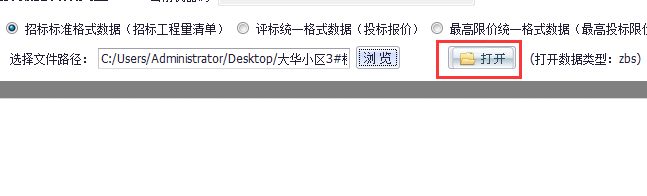 招标标准格式数据（招标工程量清单） 评标统一格式数据（投标报价） 最高限价统一格式数据（最高投标限价
选择文件路径： C:/Users/Administrator/Desktop/大华小区3# 浏览 打开 (打开数据类型：zbs)